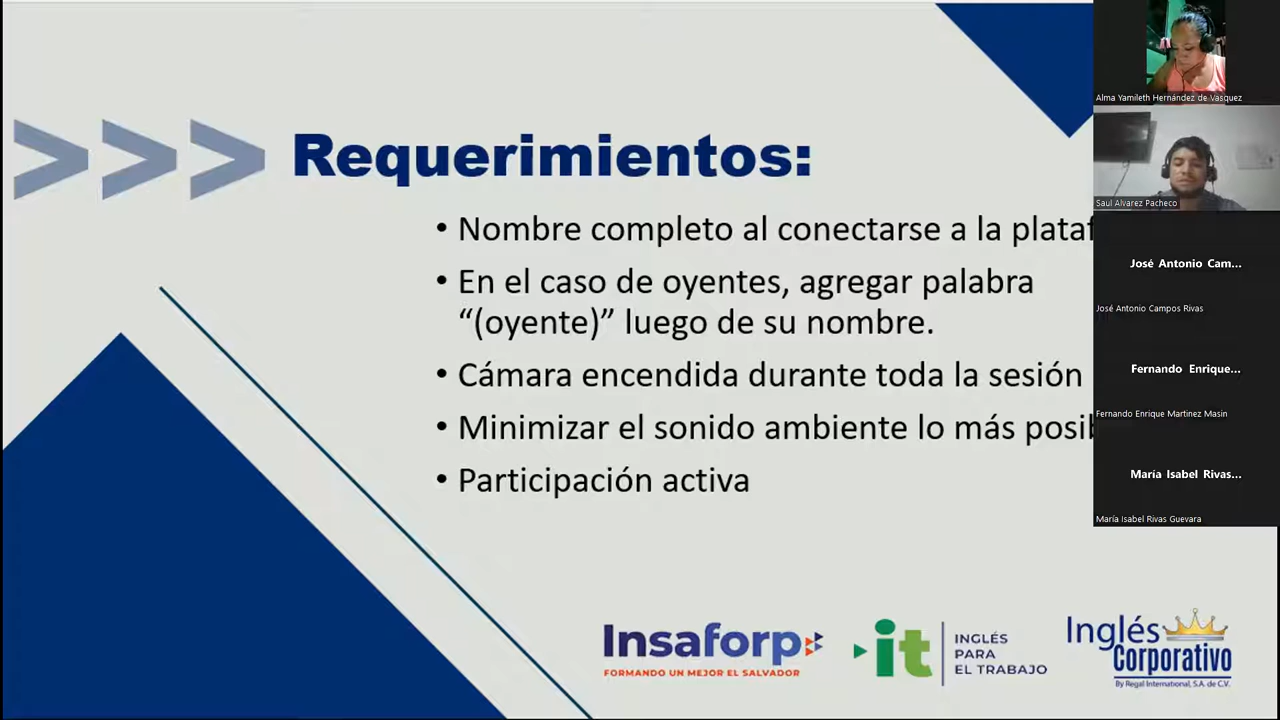 Requerimientos:
• Nombre completo al conectarse a la plataf
• En el caso de oyentes, agregar palabra
“(oyente)” luego de su nombre.
• Cámara encendida durante toda la sesión
• Minimizar el sonido ambiente lo más posib
• Participación activa
Insaforp
FORMANDO UN MEJOR EL SALVADOR
it
INGLÉS
PARA
EL TRABAJO
Inglés
Corporativo
By Regal International, S.A. de C.V.
Alma Yamileth Hernández de Vasquez
Saul Alvarez Pacheco
José Antonio Cam...
José Antonio Campos Rivas
Fernando Enrique...
Fernando Enrique Martinez Masin
María Isabel Rivas...
María Isabel Rivas Guevara